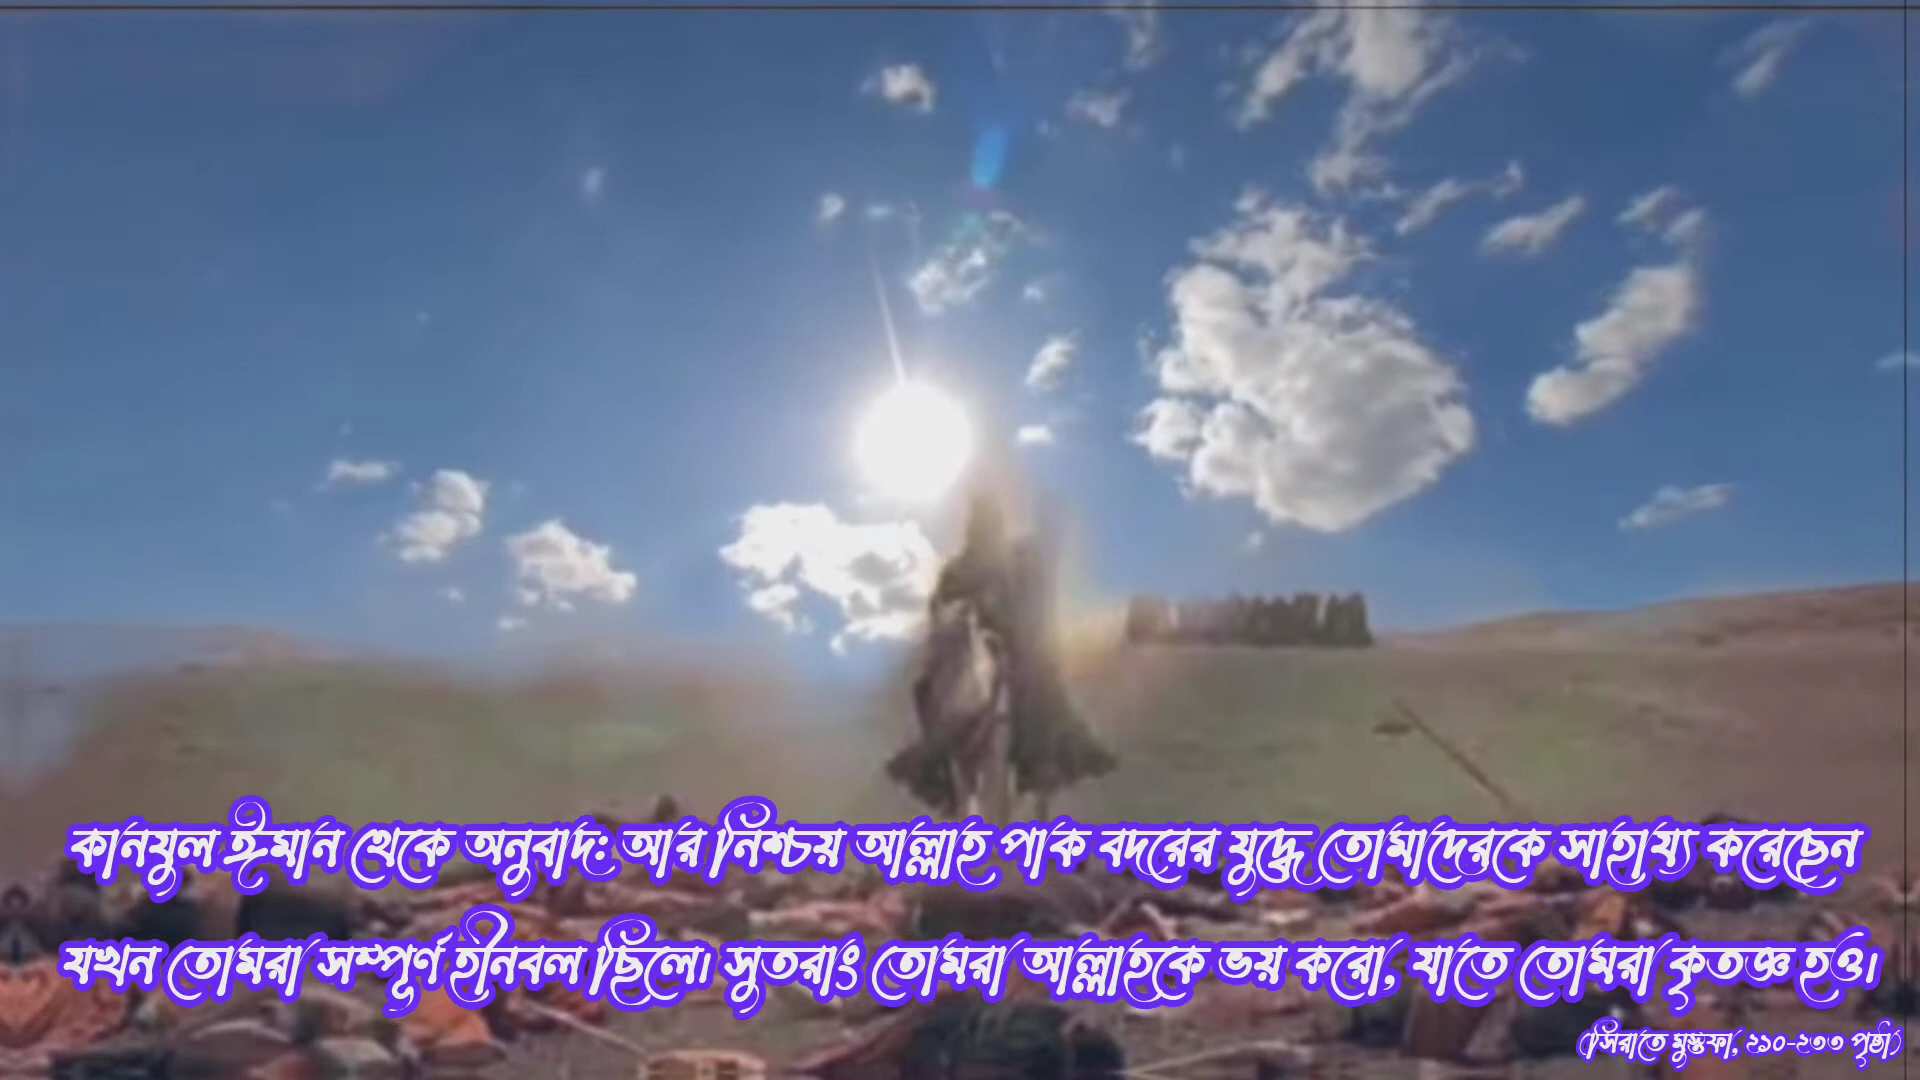 কানযুল ঈমান থেকে অনুবাদ: আর নিশ্চয় আল্লাহ পাক বদরের যুদ্ধে তোমাদেরকে সাহায্য করেছেন
যখন তোমরা সম্পূর্ণ হীনবল ছিলে। সুতরাং তোমরা আল্লাহকে ভয় করো, যাতে তোমরা কৃতজ্ঞ হও।
(সিরাতে মুস্তফা, ২১০-২৩৩ পৃষ্ঠা)